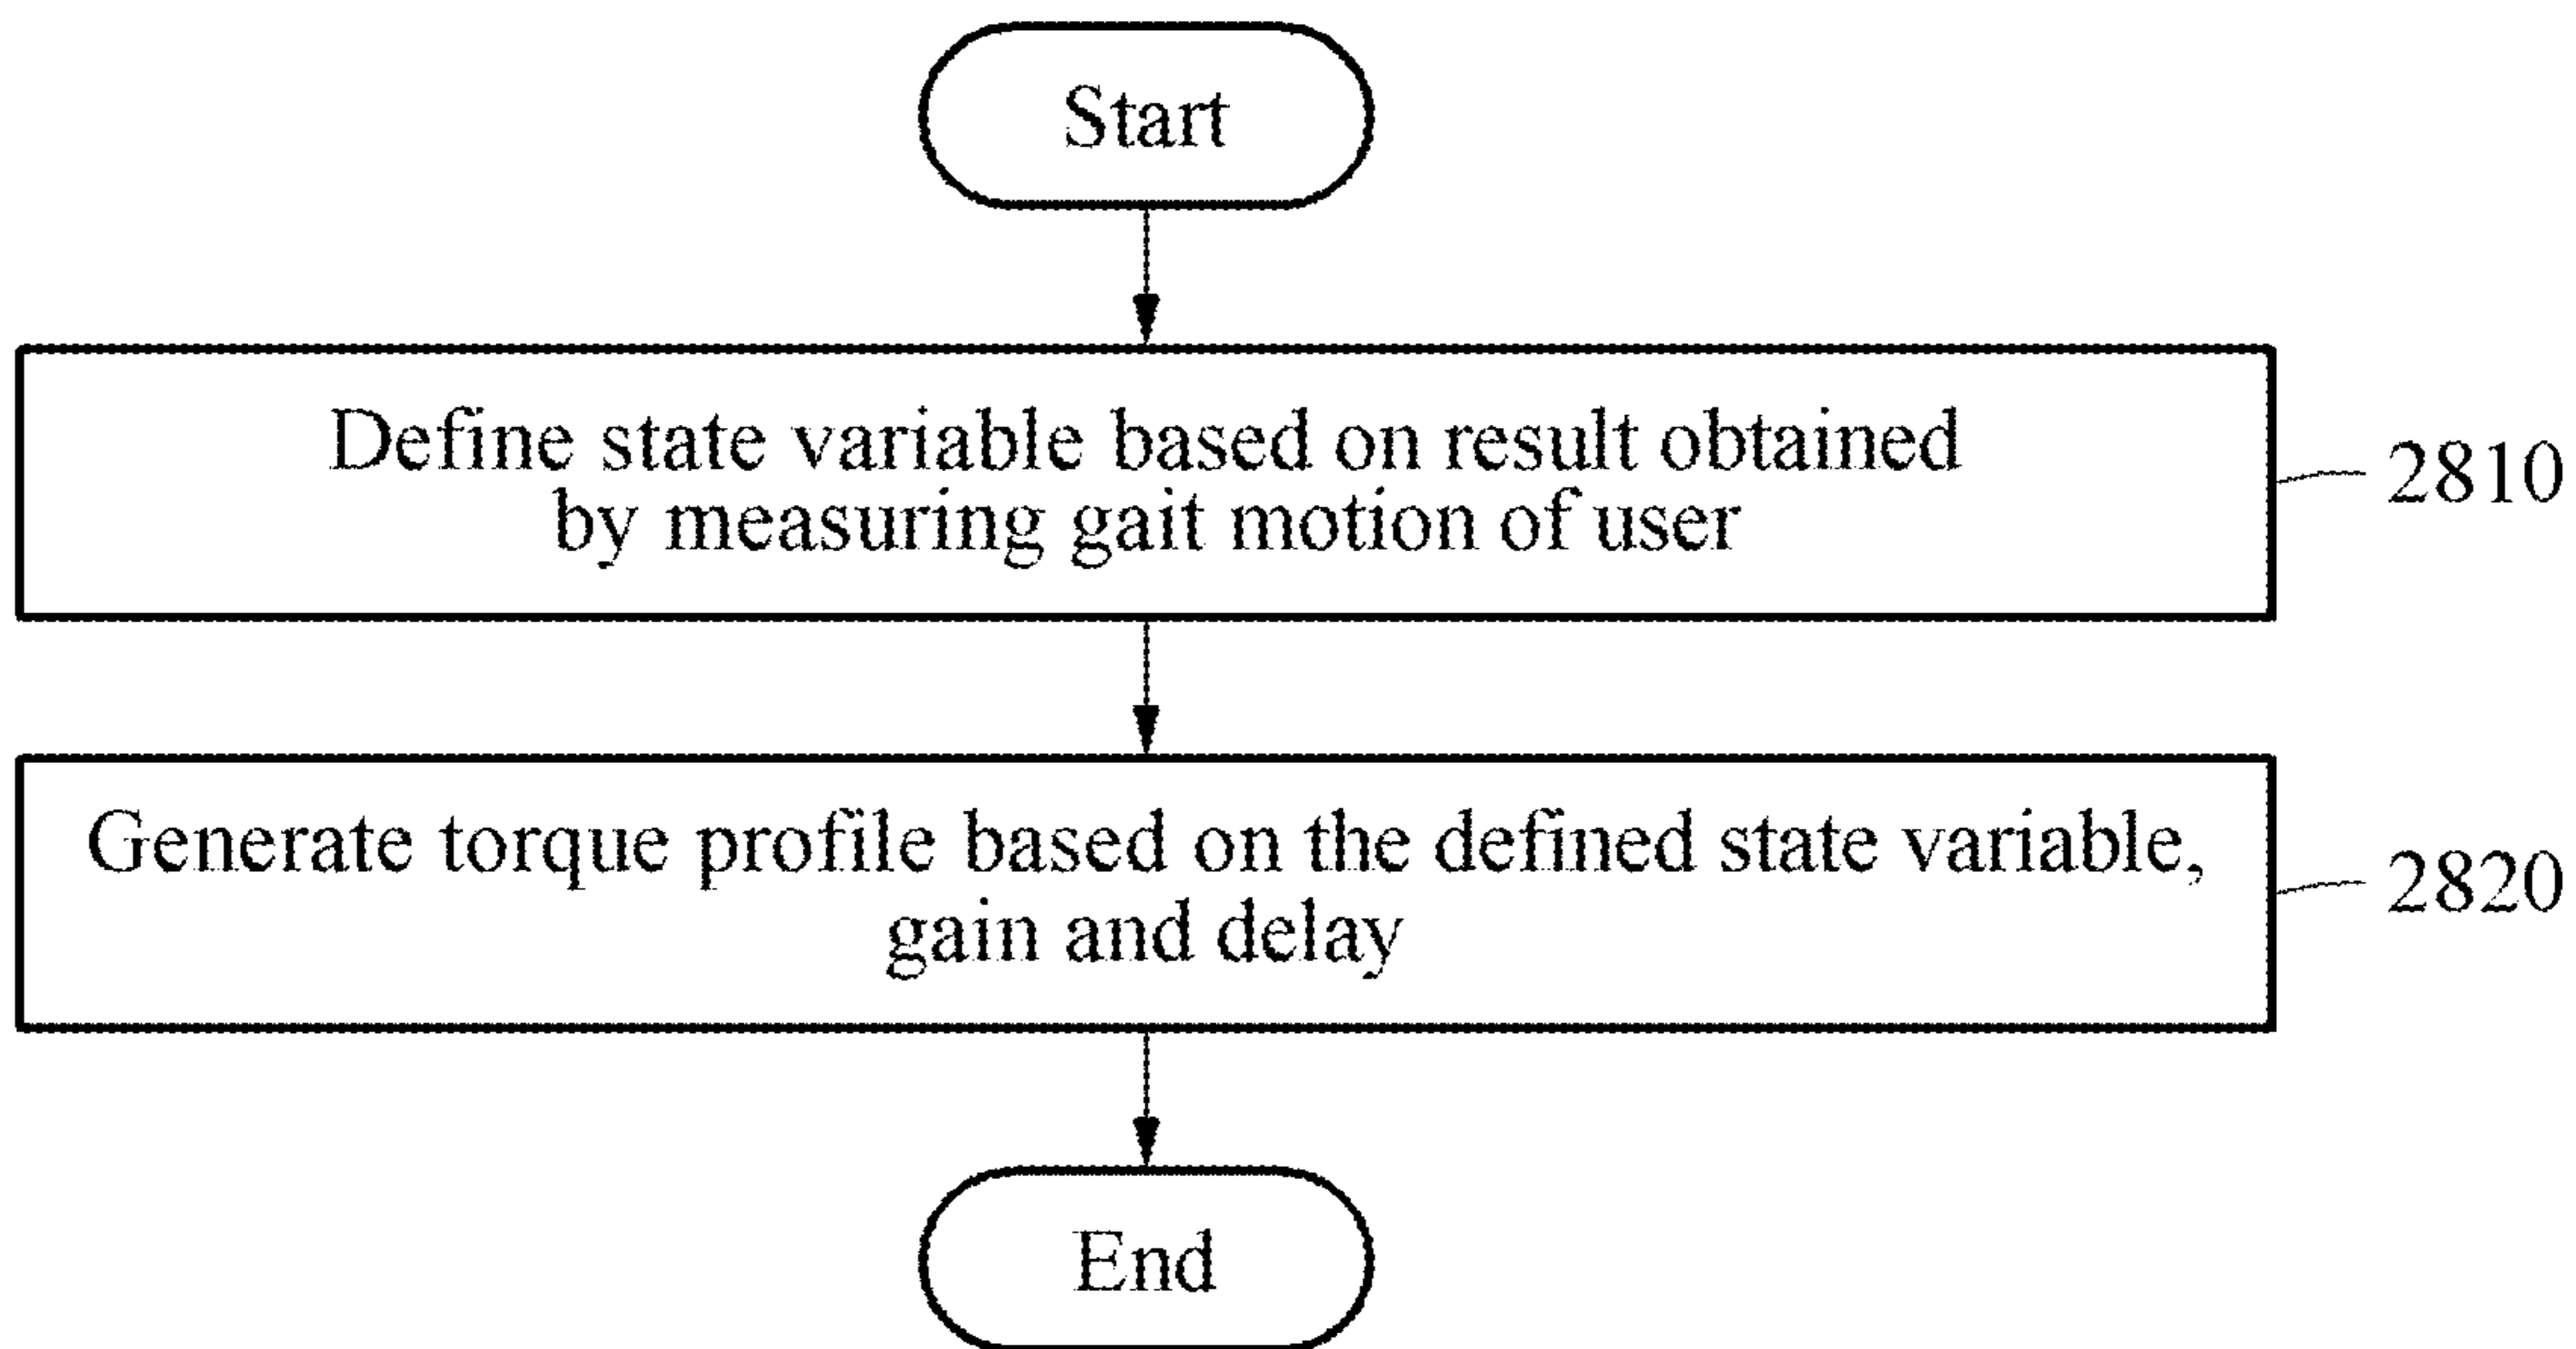 Start
Define state variable based on result obtained
by measuring gait motion of user
2810
Generate torque profile based on the defined state variable,
gain and delay
2820
End